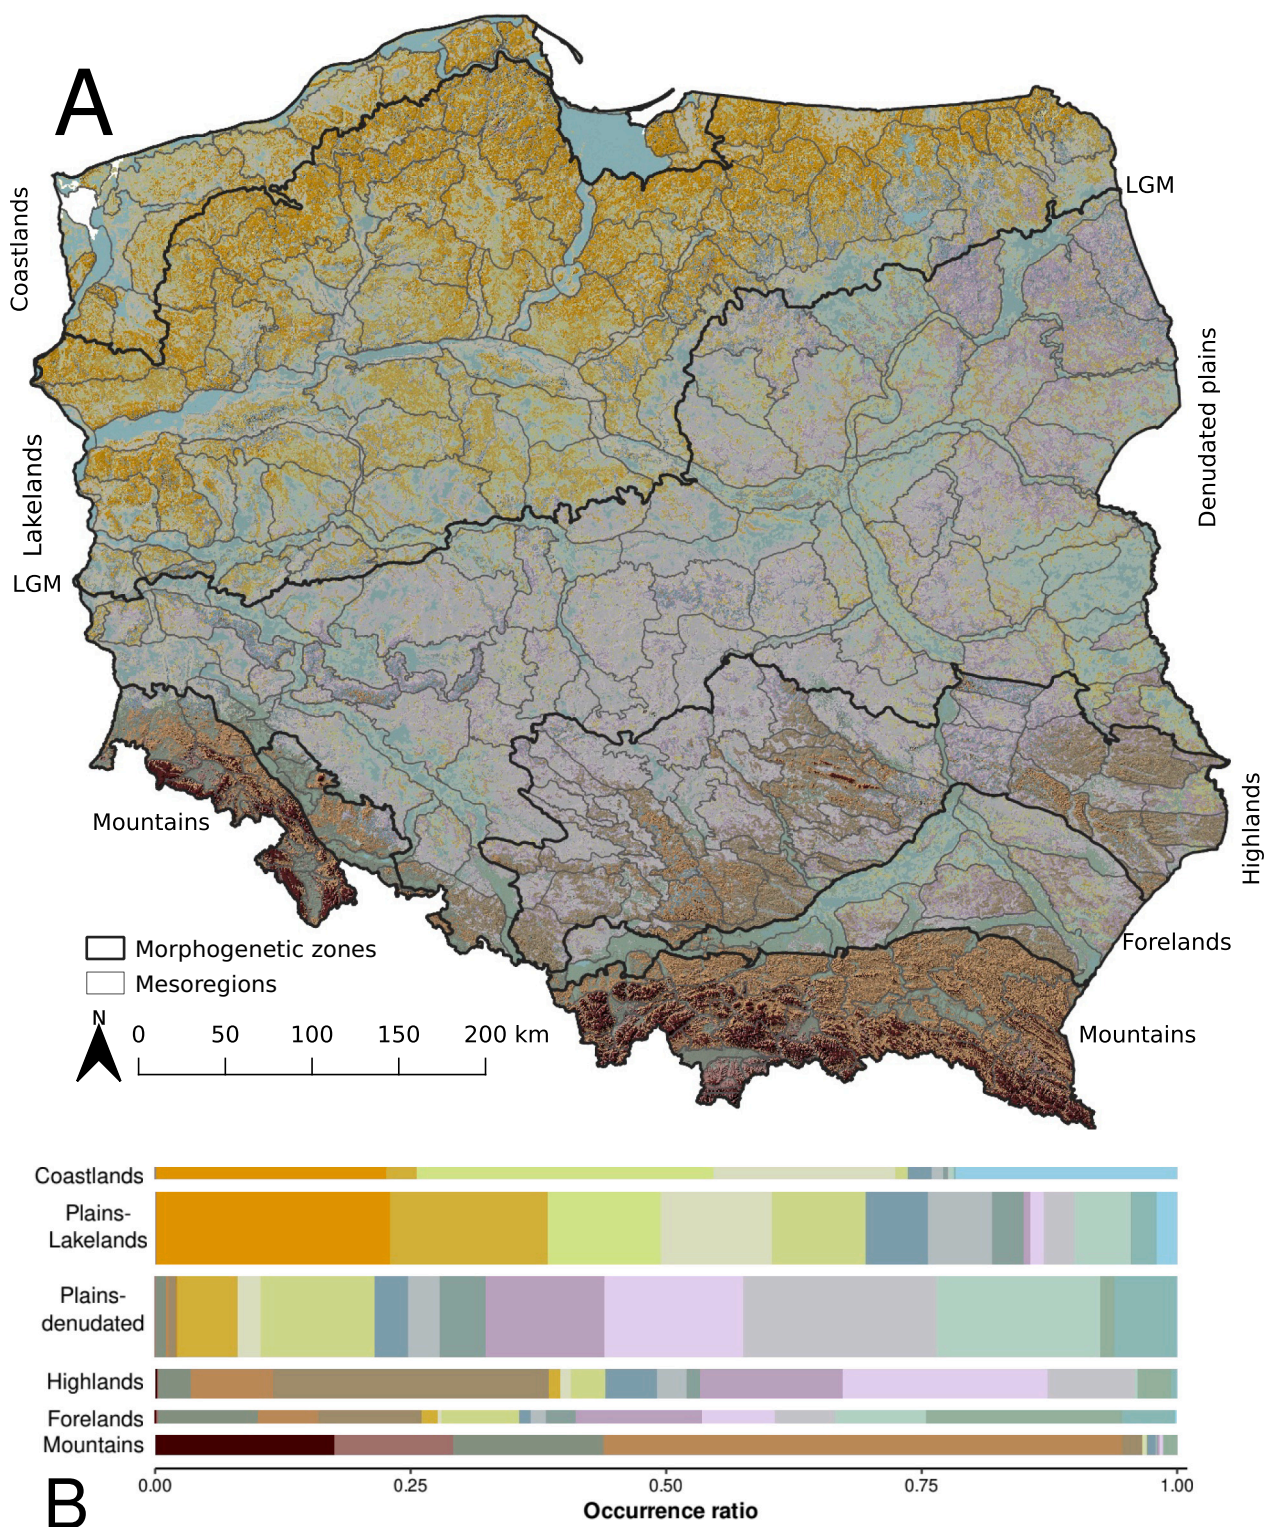 A
LGM
Coastlands
Denudated plains
Lakelands
LGM
Mountains
Highlands
Morphogenetic zones
Mesoregions
Forelands
N
0 50 100 150 200 km
Mountains
Coastlands
Plains-
Lakelands
Plains-
denudated
Highlands
Forelands
Mountains
0.00 0.25 0.50 0.75 1.00
B
Occurrence ratio